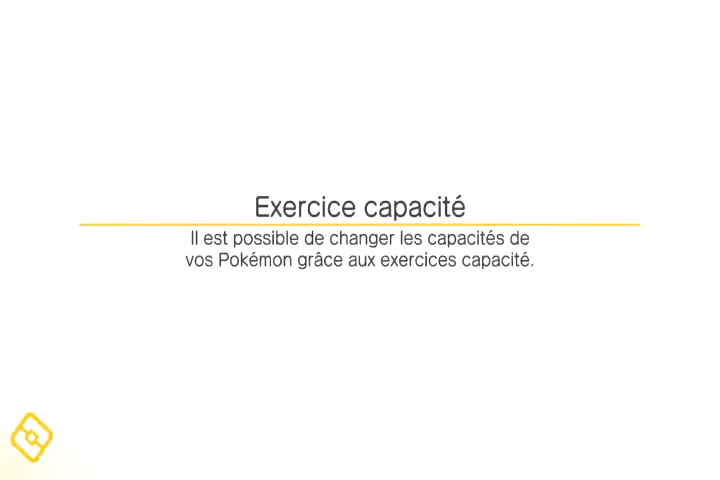 Exercice capacité
Il est possible de changer les capacités de
vos Pokémon grâce aux exercices capacité.